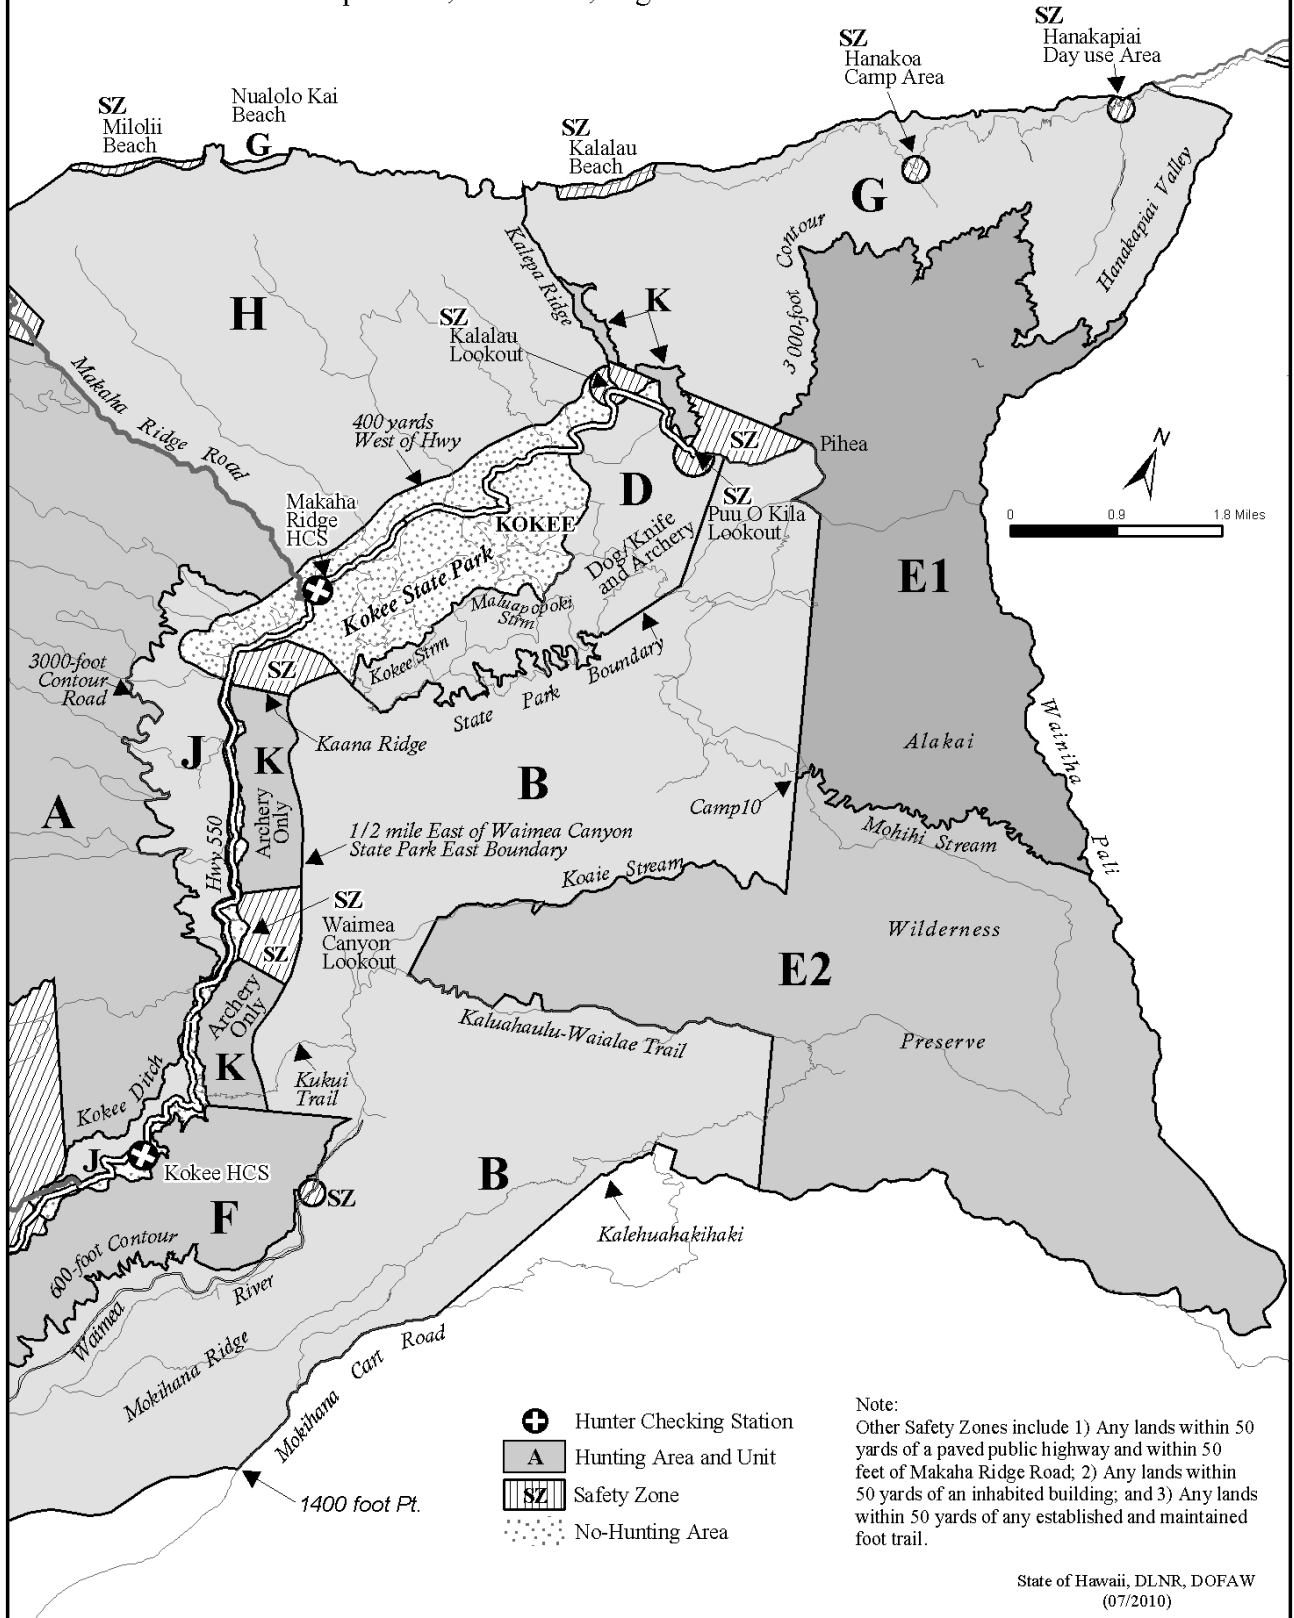 SZ
Hanakapiai
Day use Area
SZ
Hanakoa
Camp Area
SZ
Milolii
Beach
Nualolo Kai
Beach
G
SZ
Kalalau
Beach
G
Hanakapiai Valley
3000-foot Contour
Kalepa Ridge
K
H
SZ
Kalalau
Lookout
Makaha Ridge Road
400 yards
West of Hwy
SZ
Pihea
N
D
Makaha
Ridge
HCS
KOKEE
SZ
Puu O Kila
Lookout
0 0.9 1.8 Miles
Dog/Knife
and Archery
E1
Kokee State Park
Maluapopoki
Strm
Kokee Strm
State Park Boundary
3000-foot
Contour
Road
SZ
Kaana Ridge
J
K
Archery
Only
B
Alakai
Wainiha Pali
A
Camp10
Hwy 550
1/2 mile East of Waimea Canyon
State Park East Boundary
Mohihi Stream
Koaie Stream
SZ
Waimea
Canyon
Lookout
SZ
Wilderness
E2
Archery
Only
K
Kaluahaulu-Waialae Trail
Preserve
Kukui
Trail
Kokee Ditch
J
Kokee HCS
B
SZ
F
Kalehuahakihaki
600-foot Contour
Waimea River
Mokihana Ridge
Mokihana Cart Road
1400 foot Pt.
Hunter Checking Station
A Hunting Area and Unit
SZ Safety Zone
No-Hunting Area
Note:
Other Safety Zones include 1) Any lands within 50
yards of a paved public highway and within 50
feet of Makaha Ridge Road; 2) Any lands within
50 yards of an inhabited building; and 3) Any lands
within 50 yards of any established and maintained
foot trail.
State of Hawaii, DLNR, DOFAW
(07/2010)